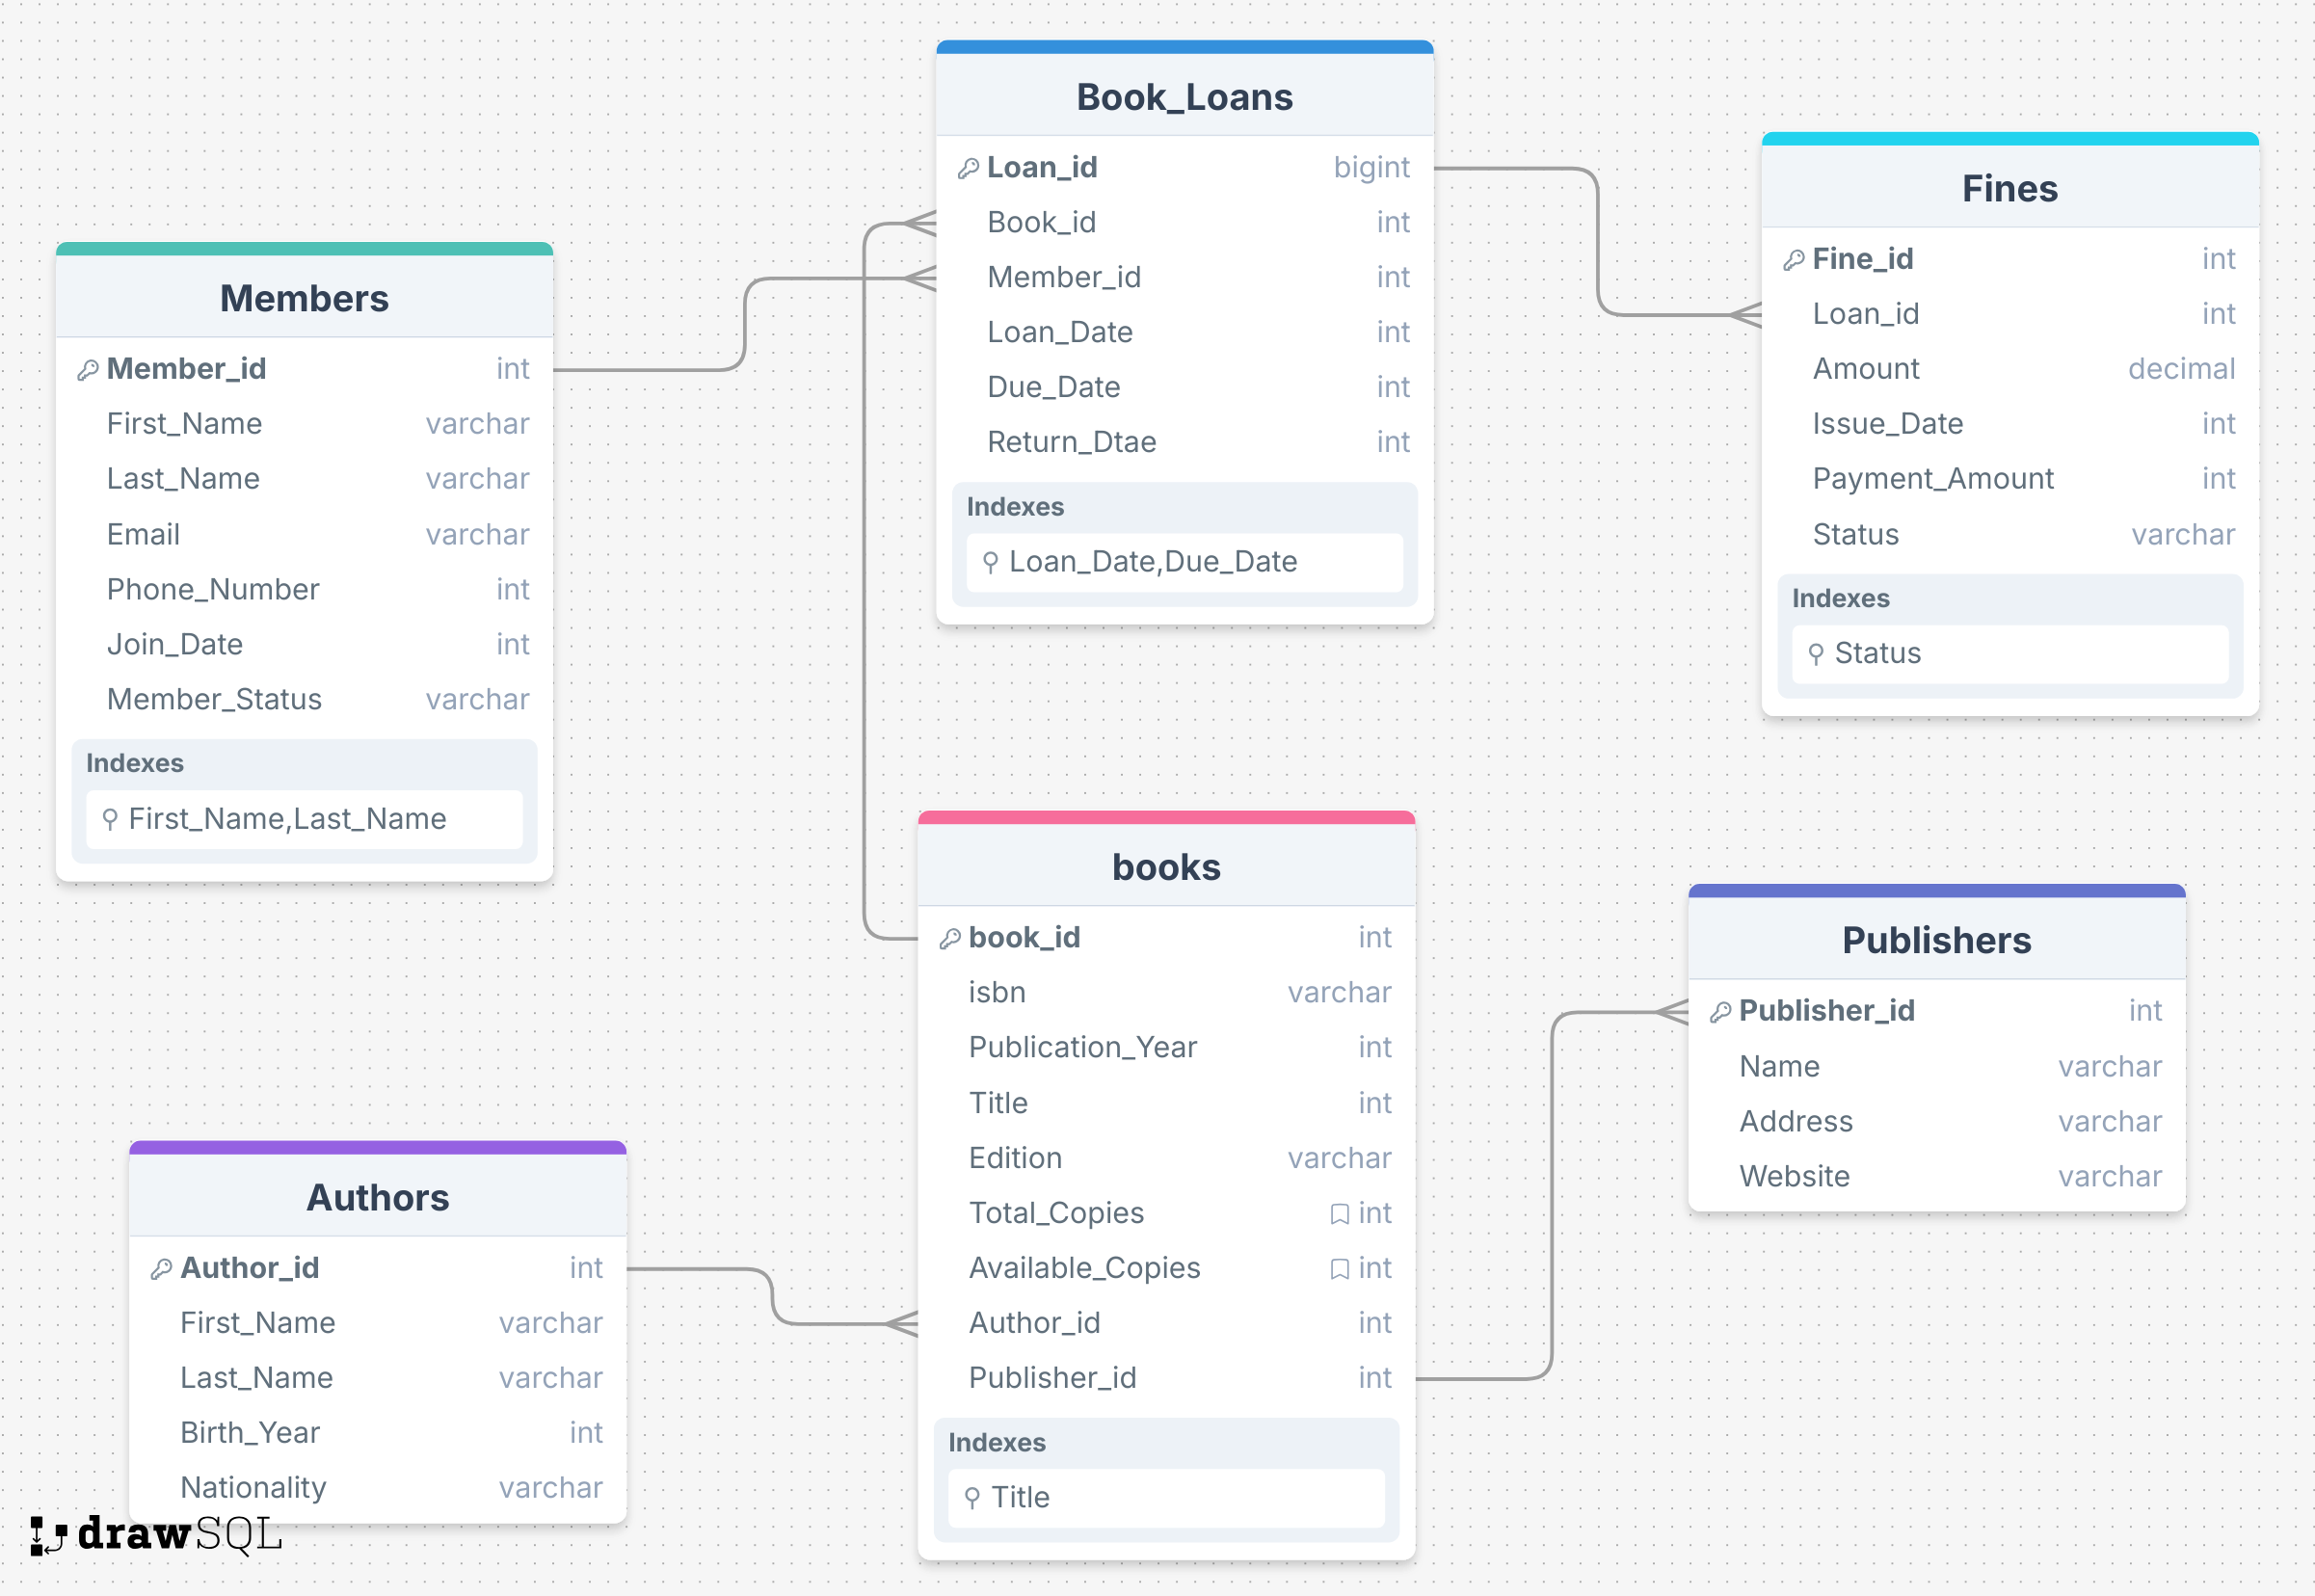 Book_Loans
Loan_id bigint
Book_id int
Member_id int
Loan_Date int
Due_Date int
Return_Dtae int
Indexes
Loan_Date,Due_Date
Fines
Fine_id int
Loan_id int
Amount decimal
Issue_Date int
Payment_Amount int
Status varchar
Indexes
Status
Members
Member_id int
First_Name varchar
Last_Name varchar
Email varchar
Phone_Number int
Join_Date int
Member_Status varchar
Indexes
First_Name,Last_Name
books
book_id int
isbn varchar
Publication_Year int
Title int
Edition varchar
Total_Copies int
Available_Copies int
Author_id int
Publisher_id int
Indexes
Title
Publishers
Publisher_id int
Name varchar
Address varchar
Website varchar
Authors
Author_id int
First_Name varchar
Last_Name varchar
Birth_Year int
Nationality varchar
drawSQL